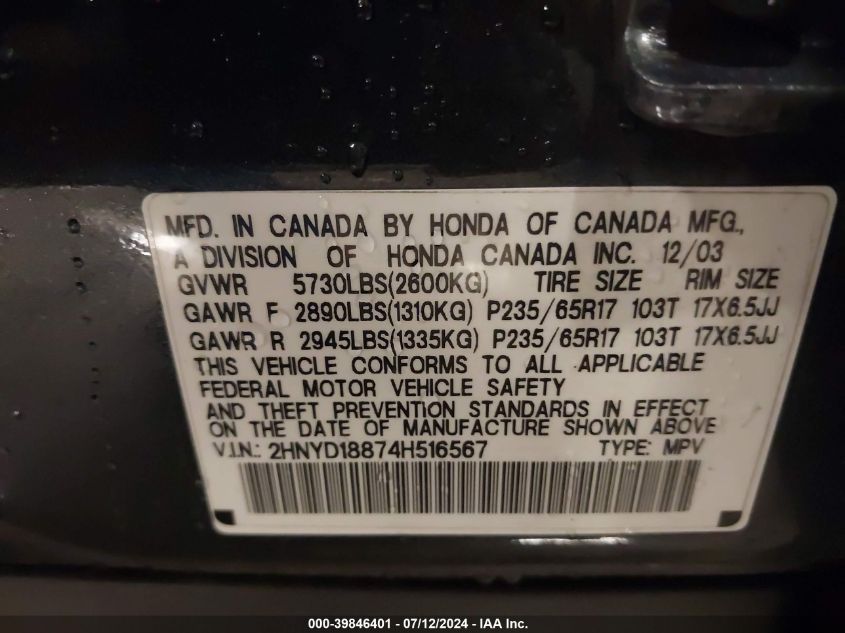 MFD. IN CANADA BY HONDA OF CANADA MFG.,
A DIVISION OF HONDA CANADA INC. 12/03
GVWR 5730LBS(2600KG) TIRE SIZE RIM SIZE
GAWR F 2890LBS(1310KG) P235/65R17 103T 17X6.5JJ
GAWR R 2945LBS(1335KG) P235/65R17 103T 17X6.5JJ
THIS VEHICLE CONFORMS TO ALL APPLICABLE
FEDERAL MOTOR VEHICLE SAFETY
AND THEFT PREVENTION STANDARDS IN EFFECT
ON THE DATE OF MANUFACTURE SHOWN ABOVE
V.I.N.: 2HNYD18874H516567 TYPE: MPV
000-39846401 - 07/12/2024 - IAA Inc.